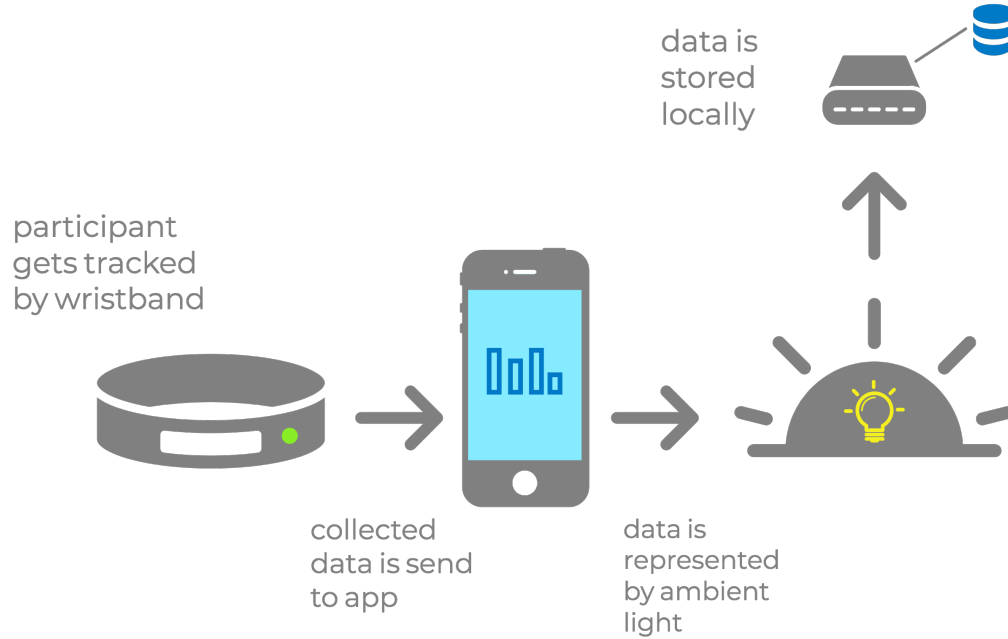 data is
stored
locally
participant
gets tracked
by wristband
collected
data is send
to app
data is
represented
by ambient
light